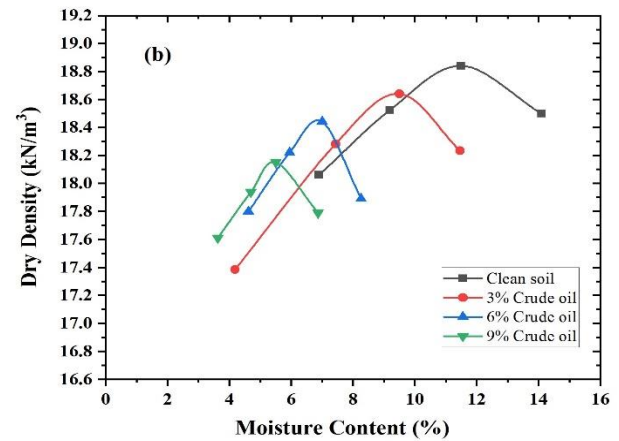 19.2
19.0
18.8
18.6
18.4
18.2
18.0
17.8
17.6
17.4
17.2
17.0
16.8
16.6
(b)
Dry Density (kN/m³)
Clean soil
3% Crude oil
6% Crude oil
9% Crude oil
0 2 4 6 8 10 12 14 16
Moisture Content (%)